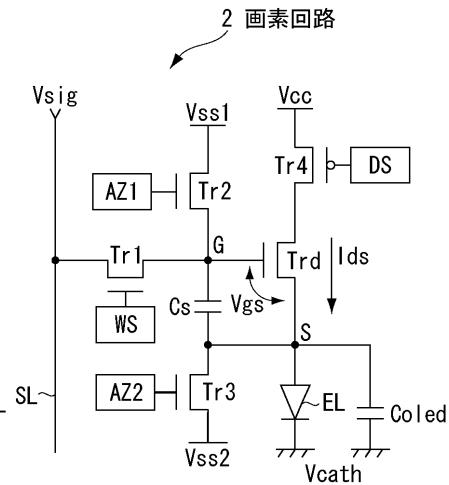 2 画素回路
Vsig
Vss1
Vcc
AZ1
Tr2
Tr4
DS
Tr1
G
Trd
Ids
WS
Cs
Vgs
S
SL
AZ2
Tr3
EL
Coled
Vss2
Vcath